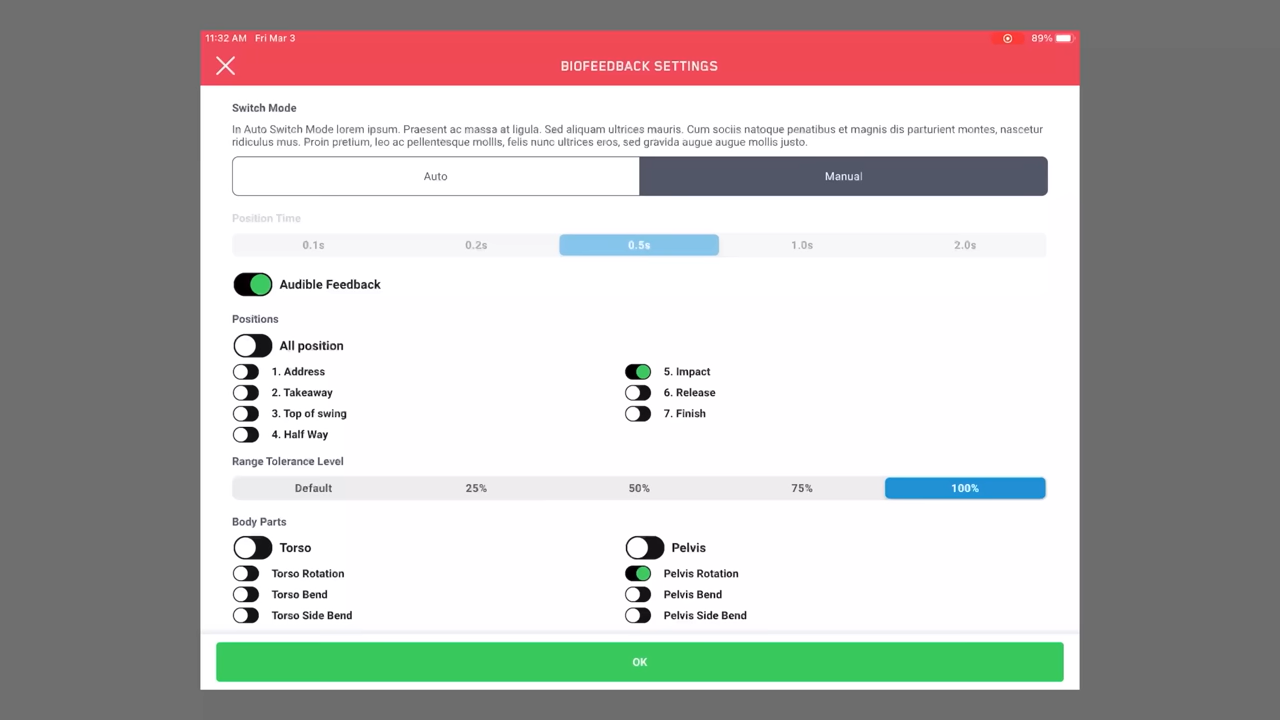 11:32 AM Fri Mar 3 89%
BIOFEEDBACK SETTINGS
Switch Mode
In Auto Switch Mode lorem ipsum. Praesent ac massa at ligula. Sed aliquam ultrices mauris. Cum sociis natoque penatibus et magnis dis parturient montes, nascetur
ridiculus mus. Proin pretium, leo ac pellentesque mollis, felis nunc ultrices eros, sed gravida augue augue mollis justo.
Auto Manual
Position Time
0.1s 0.2s 0.5s 1.0s 2.0s
Audible Feedback
Positions
All position
1. Address 5. Impact
2. Takeaway 6. Release
3. Top of swing 7. Finish
4. Half Way
Range Tolerance Level
Default 25% 50% 75% 100%
Body Parts
Torso Pelvis
Torso Rotation Pelvis Rotation
Torso Bend Pelvis Bend
Torso Side Bend Pelvis Side Bend
OK